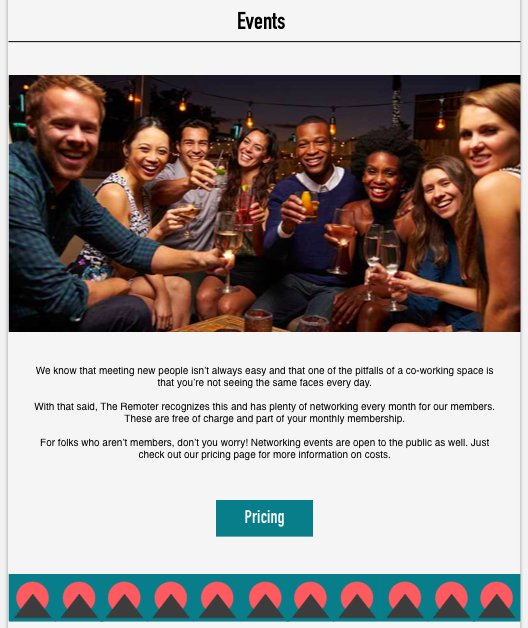 Events
We know that meeting new people isn't always easy and that one of the pitfalls of a co-working space is
that you're not seeing the same faces every day.
With that said, The Remoter recognizes this and has plenty of networking every month for our members.
These are free of charge and part of your monthly membership.
For folks who aren't members, don't you worry! Networking events are open to the public as well. Just
check out our pricing page for more information on costs.
Pricing